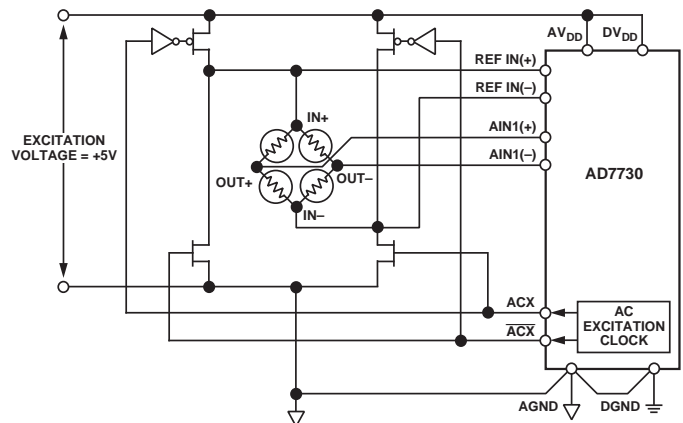 AVDD DVDD
REF IN(+)
REF IN(–)
IN+
AIN1(+)
EXCITATION
VOLTAGE = +5V
AIN1(–)
AD7730
OUT+
OUT–
IN–
ACX
AC
EXCITATION
CLOCK
ACX
AGND
DGND